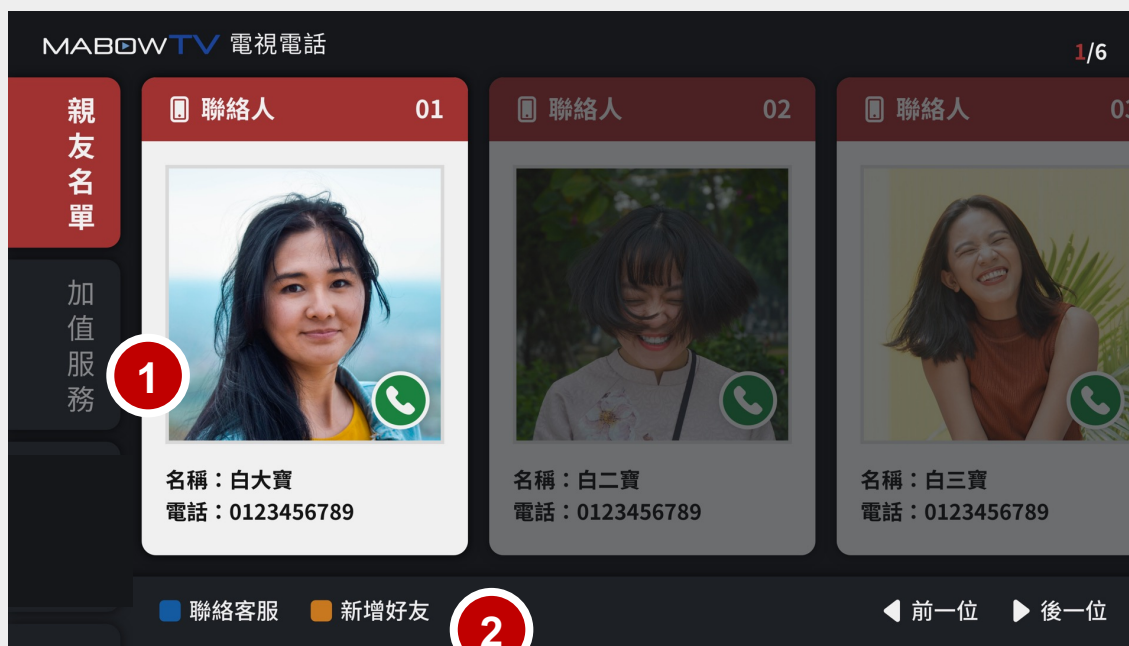 MABOWTV 電視電話
1/6
親友名單
加值服務
聯絡人 01
聯絡人 02
聯絡人 03
1
名稱：白大寶
電話：0123456789
名稱：白二寶
電話：0123456789
名稱：白三寶
電話：0123456789
聯絡客服
新增好友
2
前一位
後一位